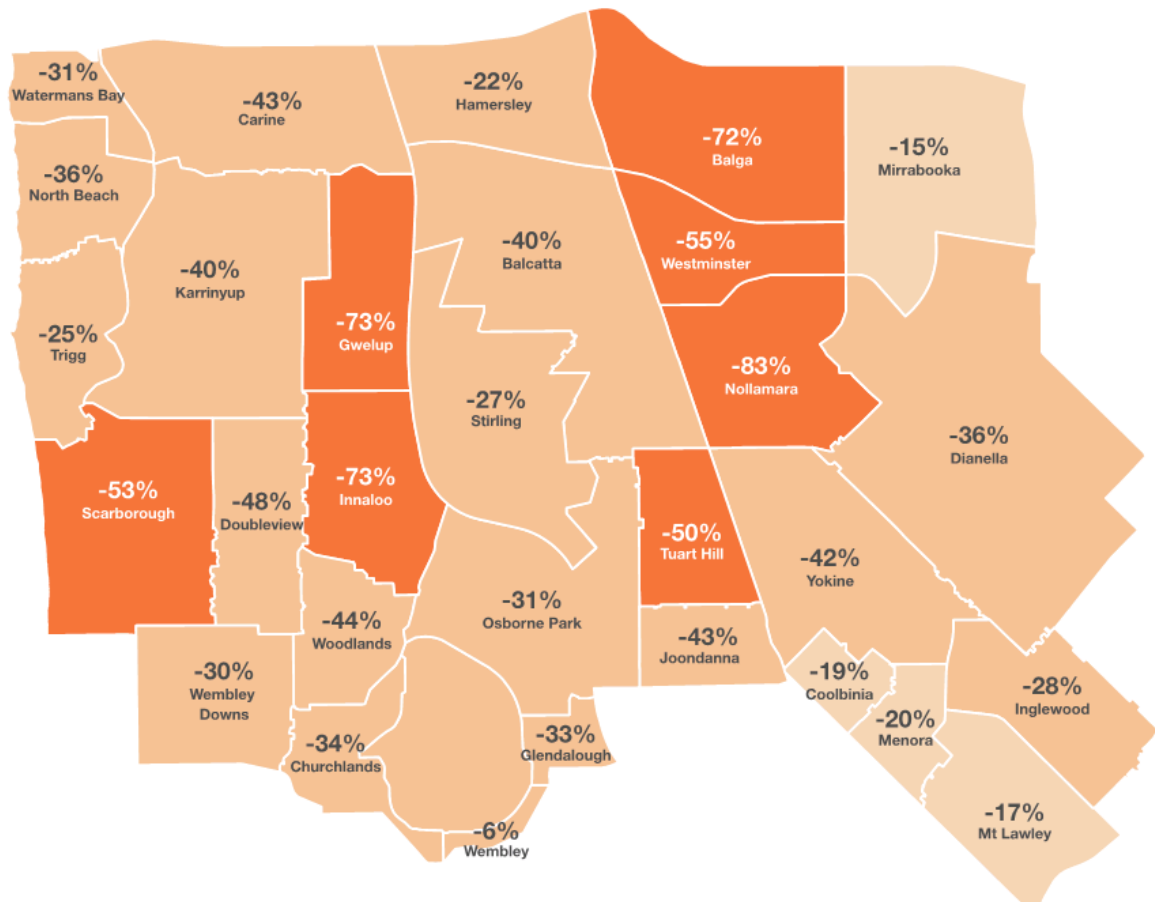 -31%
Watermans Bay
-43%
Carine
-22%
Hamersley
-72%
Balga
-15%
Mirrabooka
-36%
North Beach
-40%
Karrinyup
-40%
Balcatta
-55%
Westminster
-25%
Trigg
-73%
Gwelup
-83%
Nollamara
-27%
Stirling
-36%
Dianella
-53%
Scarborough
-48%
Doubleview
-73%
Innaloo
-50%
Tuart Hill
-42%
Yokine
-44%
Woodlands
-31%
Osborne Park
-43%
Joondanna
-30%
Wembley
Downs
-19%
Coolbinia
-28%
Inglewood
-20%
Menora
-34%
Churchlands
-33%
Glendalough
-17%
Mt Lawley
-6%
Wembley